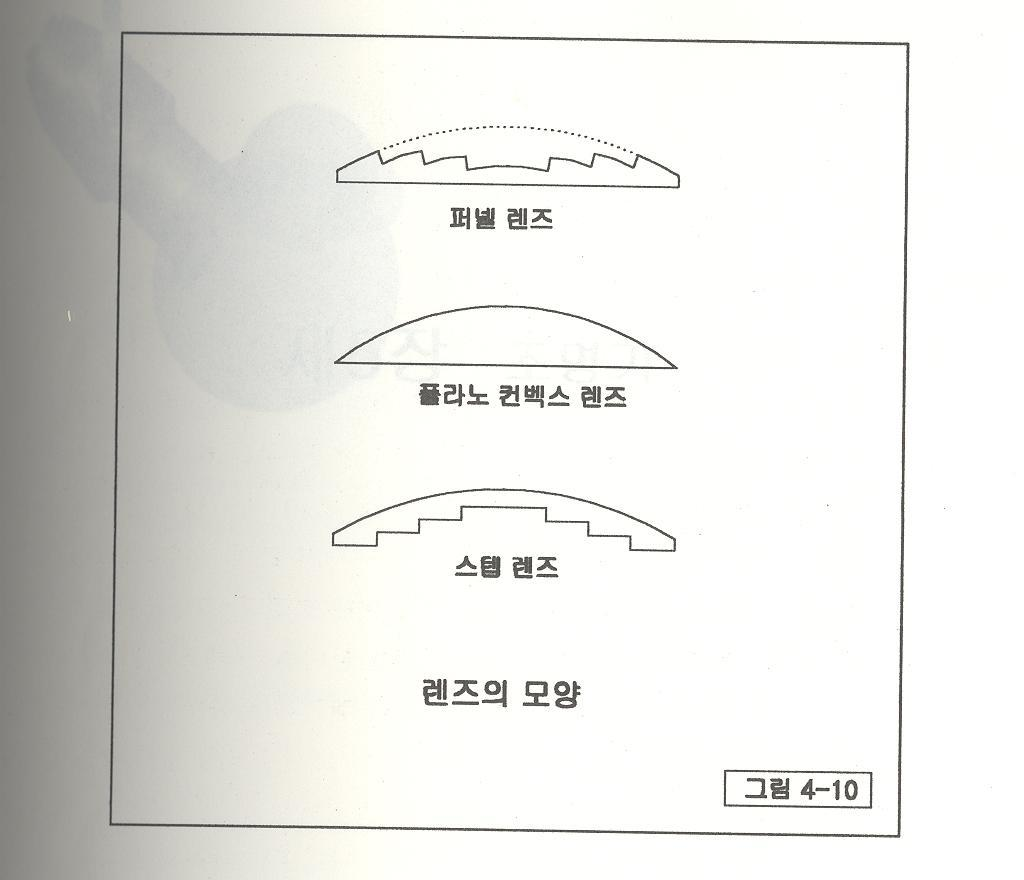 퍼넬 렌즈
플라노 컨벡스 렌즈
스텝 렌즈
렌즈의 모양
그림 4-10